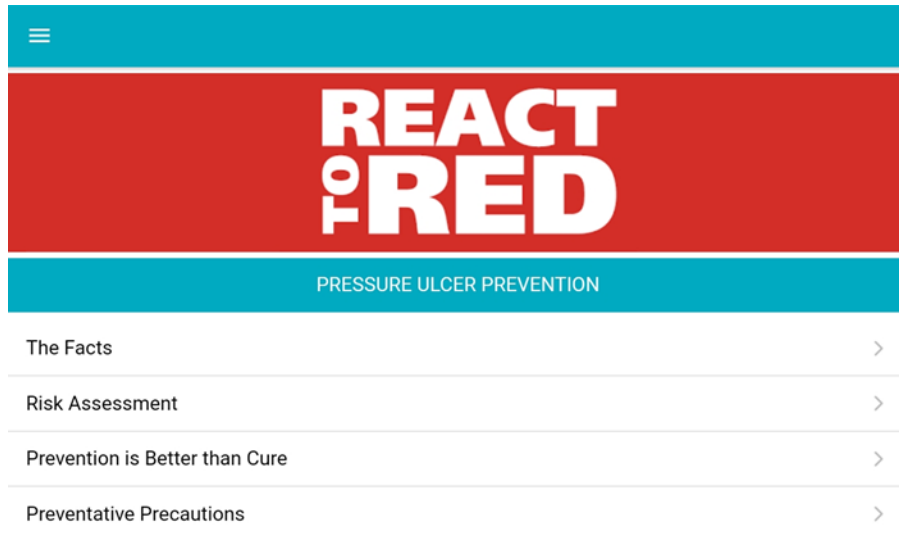 REACT
TO RED
PRESSURE ULCER PREVENTION
The Facts
Risk Assessment
Prevention is Better than Cure
Preventative Precautions